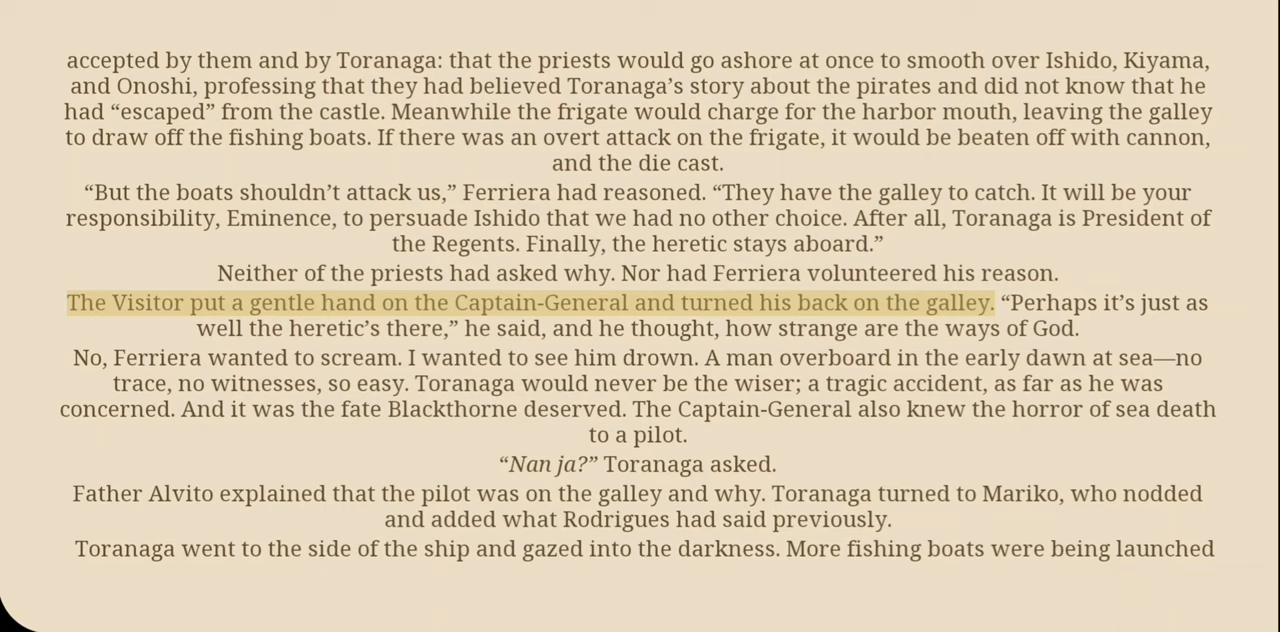 accepted by them and by Toranaga: that the priests would go ashore at once to smooth over Ishido, Kiyama,
and Onoshi, professing that they had believed Toranaga’s story about the pirates and did not know that he
had “escaped” from the castle. Meanwhile the frigate would charge for the harbor mouth, leaving the galley
to draw off the fishing boats. If there was an overt attack on the frigate, it would be beaten off with cannon,
and the die cast.
“But the boats shouldn’t attack us,” Ferriera had reasoned. “They have the galley to catch. It will be your
responsibility, Eminence, to persuade Ishido that we had no other choice. After all, Toranaga is President of
the Regents. Finally, the heretic stays aboard.”
Neither of the priests had asked why. Nor had Ferriera volunteered his reason.
The Visitor put a gentle hand on the Captain-General and turned his back on the galley. “Perhaps it’s just as
well the heretic’s there,” he said, and he thought, how strange are the ways of God.
No, Ferriera wanted to scream. I wanted to see him drown. A man overboard in the early dawn at sea—no
trace, no witnesses, so easy. Toranaga would never be the wiser; a tragic accident, as far as he was
concerned. And it was the fate Blackthorne deserved. The Captain-General also knew the horror of sea death
to a pilot.
“Nan ja?” Toranaga asked.
Father Alvito explained that the pilot was on the galley and why. Toranaga turned to Mariko, who nodded
and added what Rodrigues had said previously.
Toranaga went to the side of the ship and gazed into the darkness. More fishing boats were being launched